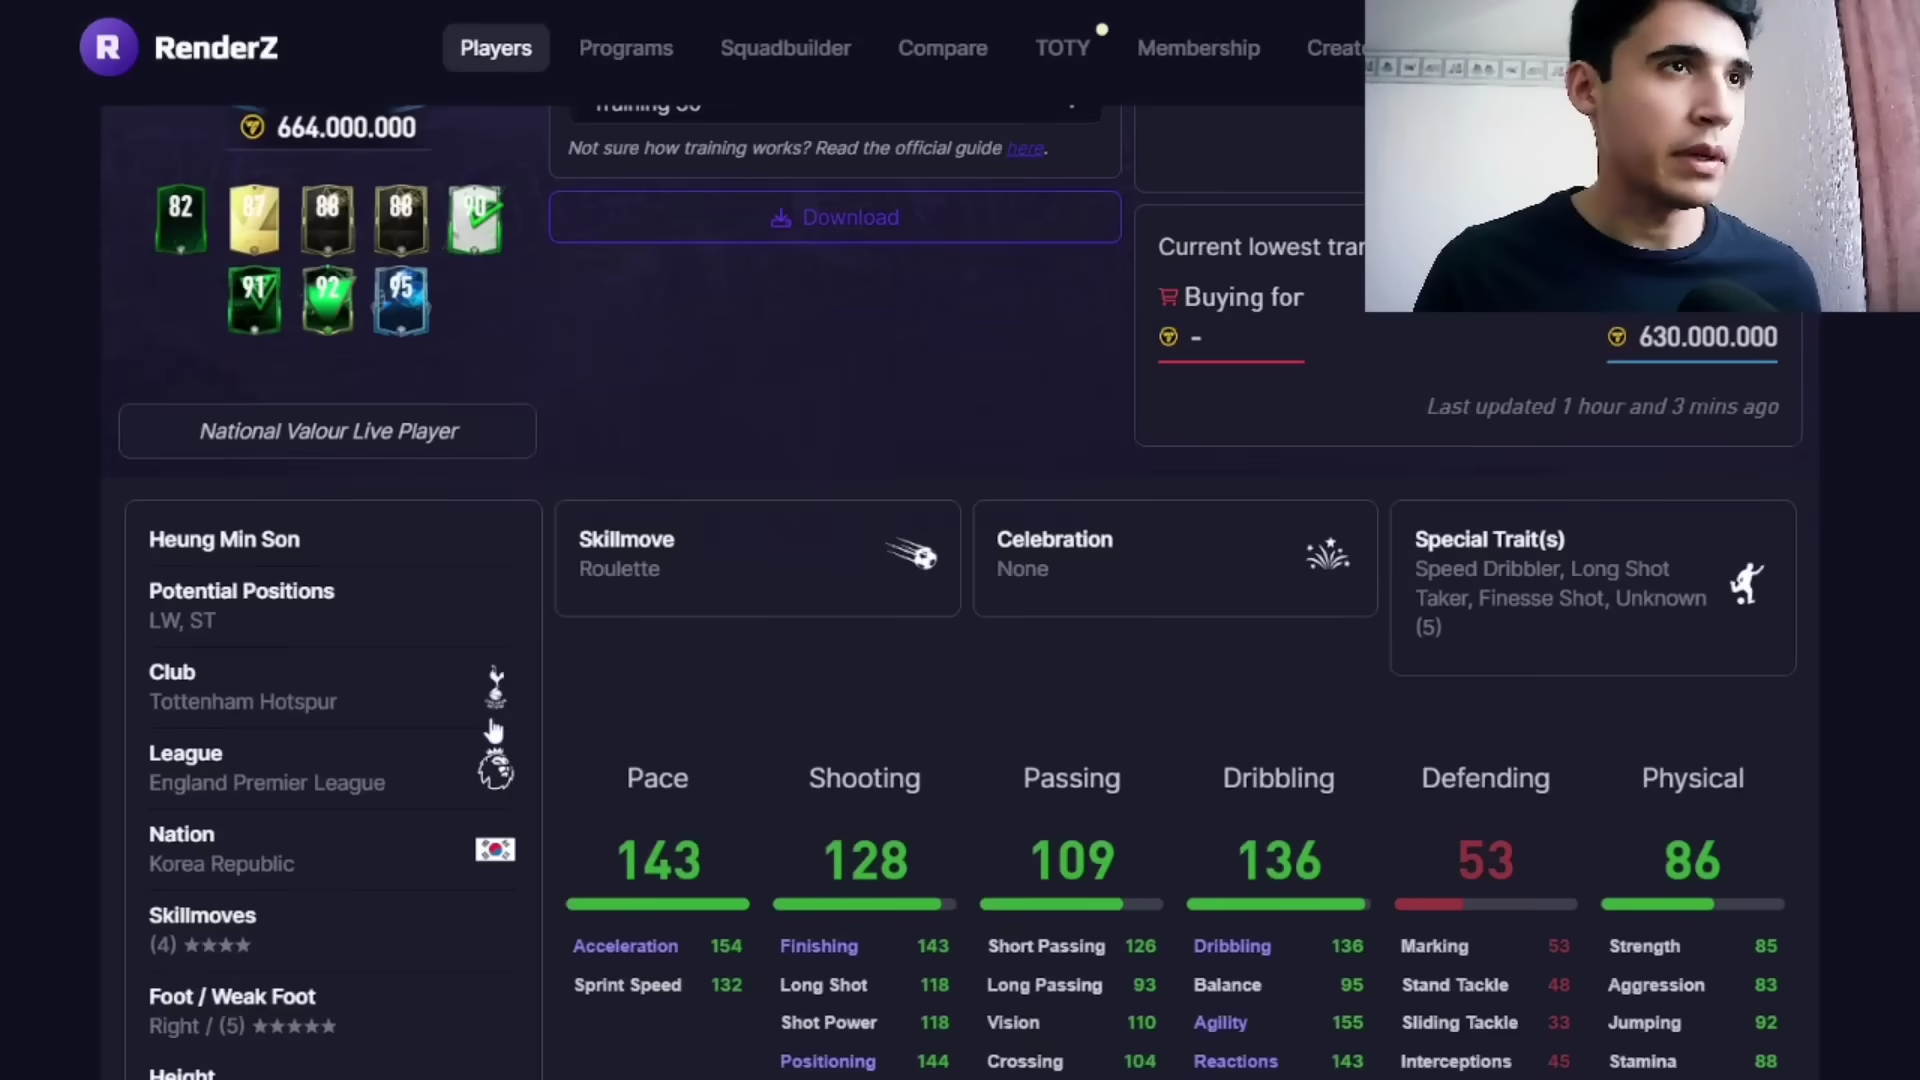 R RenderZ
Players
Programs
Squadbuilder
Compare
TOTY
Membership
664.000.000
Not sure how training works? Read the official guide here.
82
87
88
88
90
91
92
95
Download
Buying for
-
630.000.000
Last updated 1 hour and 3 mins ago
National Valour Live Player
Heung Min Son
Potential Positions
LW, ST
Club
Tottenham Hotspur
League
England Premier League
Nation
Korea Republic
Skillmoves
(4) ★★★★
Foot / Weak Foot
Right / (5) ★★★★★
Height
Skillmove
Roulette
Celebration
None
Special Trait(s)
Speed Dribbler, Long Shot
Taker, Finesse Shot, Unknown
(5)
Pace
143
Acceleration 154
Sprint Speed 132
Shooting
128
Finishing 143
Long Shot 118
Shot Power 118
Positioning 144
Passing
109
Short Passing 126
Long Passing 93
Vision 110
Crossing 104
Dribbling
136
Dribbling 136
Balance 95
Agility 155
Reactions 143
Defending
53
Marking 53
Stand Tackle 48
Sliding Tackle 33
Interceptions 45
Physical
86
Strength 85
Aggression 83
Jumping 92
Stamina 88
Current lowest